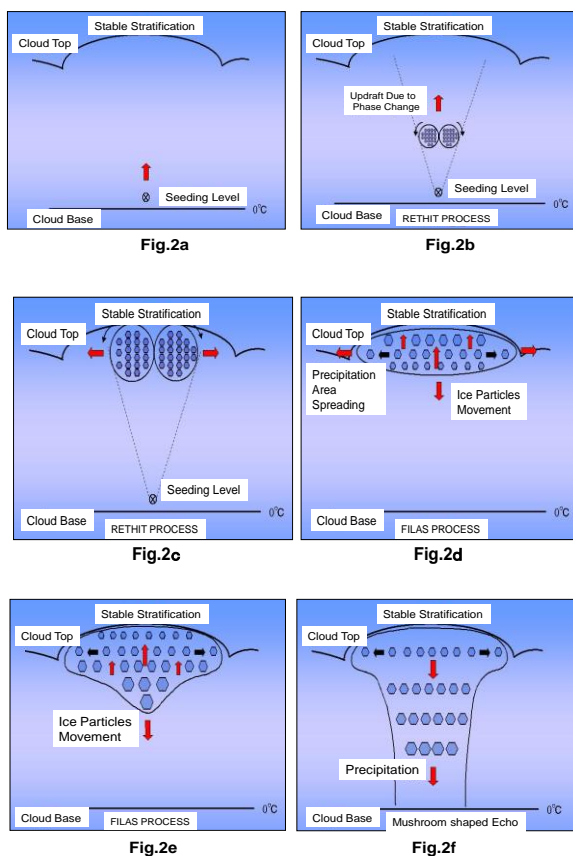 Stable Stratification
Cloud Top
Seeding Level
Cloud Base
0°C
Fig.2a
Stable Stratification
Cloud Top
Updraft Due to
Phase Change
Seeding Level
Cloud Base
RETHIT PROCESS
0°C
Fig.2b
Stable Stratification
Cloud Top
Seeding Level
Cloud Base
RETHIT PROCESS
0°C
Fig.2c
Stable Stratification
Cloud Top
Precipitation
Area
Spreading
Ice Particles
Movement
Cloud Base
FILAS PROCESS
0°C
Fig.2d
Stable Stratification
Cloud Top
Ice Particles
Movement
Cloud Base
FILAS PROCESS
0°C
Fig.2e
Stable Stratification
Cloud Top
Precipitation
Cloud Base
Mushroom shaped Echo
0°C
Fig.2f